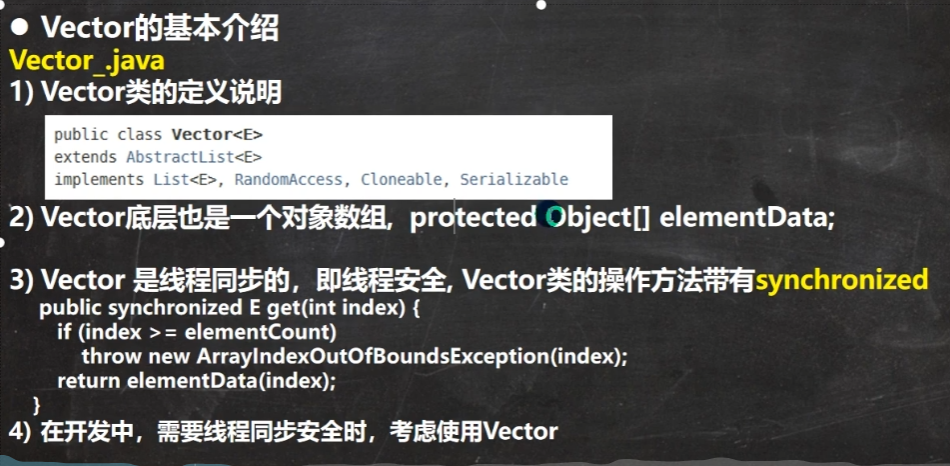 ● Vector的基本介绍
Vector_.java
1) Vector类的定义说明
public class Vector<E>
extends AbstractList<E>
implements List<E>, RandomAccess, Cloneable, Serializable
2) Vector底层也是一个对象数组, protected Object[] elementData;
3) Vector 是线程同步的，即线程安全, Vector类的操作方法带有synchronized
public synchronized E get(int index) {
if (index >= elementCount)
throw new ArrayIndexOutOfBoundsException(index);
return elementData(index);
}
4) 在开发中，需要线程同步安全时，考虑使用Vector